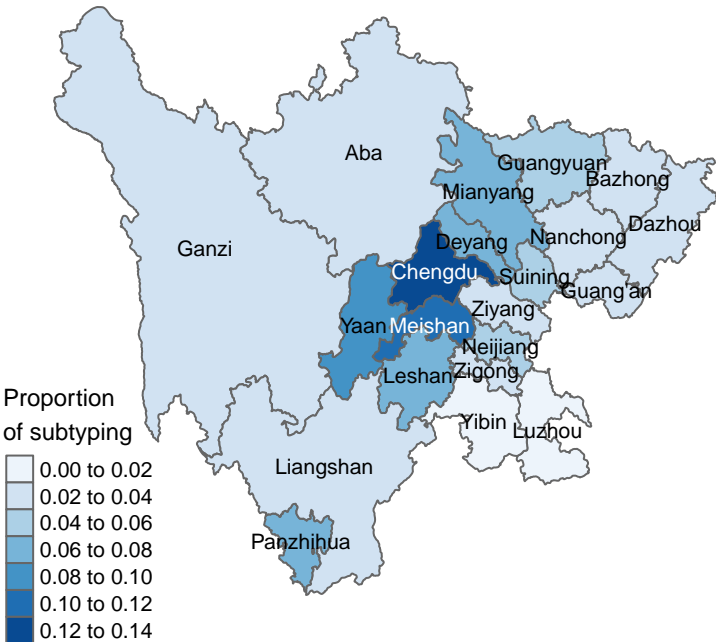 Aba
Guangyuan
Bazhong
Mianyang
Dazhou
Ganzi
Deyang
Nanchong
Chengdu
Suining
Guang'an
Ziyang
Yaan
Meishan
Neijiang
Leshan
Zigong
Yibin
Luzhou
Liangshan
Panzhihua
Proportion
of subtyping
0.00 to 0.02
0.02 to 0.04
0.04 to 0.06
0.06 to 0.08
0.08 to 0.10
0.10 to 0.12
0.12 to 0.14